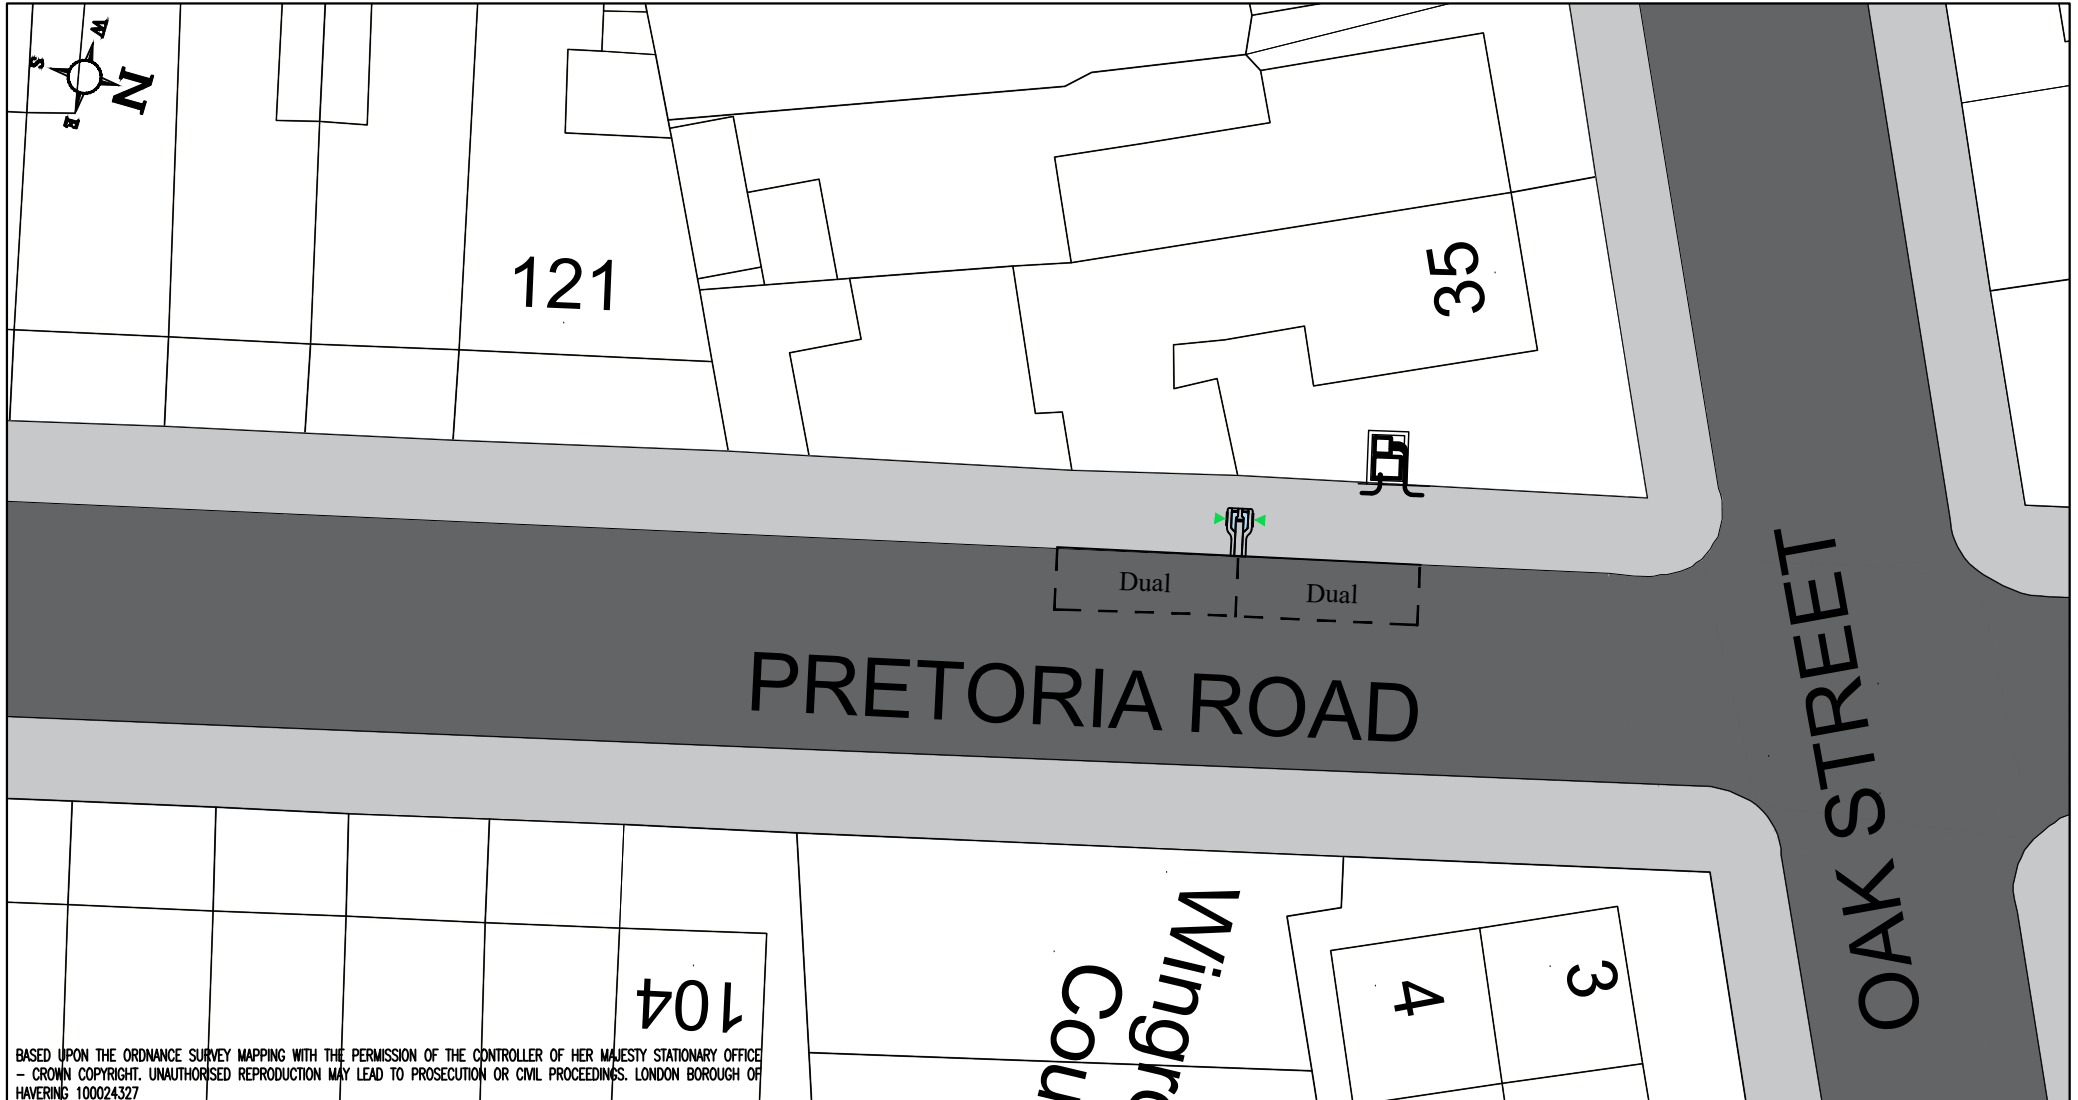 W
S
N
E
121
35
Dual
Dual
PRETORIA ROAD
OAK STREET
104
4
3
BASED UPON THE ORDNANCE SURVEY MAPPING WITH THE PERMISSION OF THE CONTROLLER OF HER MAJESTY STATIONARY OFFICE
– CROWN COPYRIGHT. UNAUTHORISED REPRODUCTION MAY LEAD TO PROSECUTION OR CIVIL PROCEEDINGS. LONDON BOROUGH OF
HAVERING 100024327